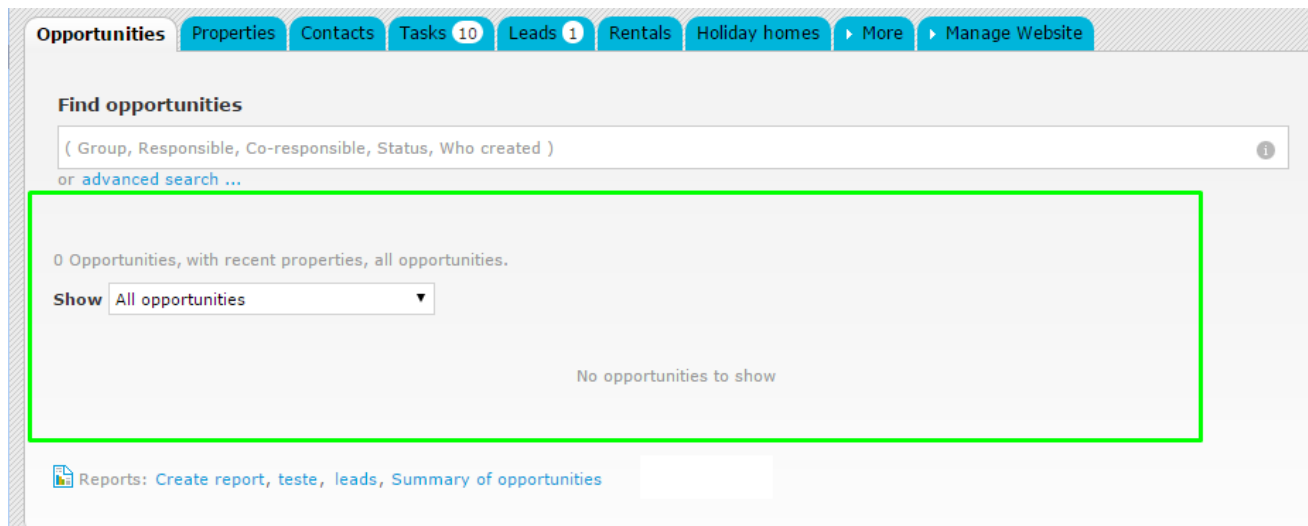 Opportunities Properties Contacts Tasks 10 Leads 1 Rentals Holiday homes More Manage Website
Find opportunities
( Group, Responsible, Co-responsible, Status, Who created )
or advanced search ...
0 Opportunities, with recent properties, all opportunities.
Show All opportunities
No opportunities to show
Reports: Create report, teste, leads, Summary of opportunities